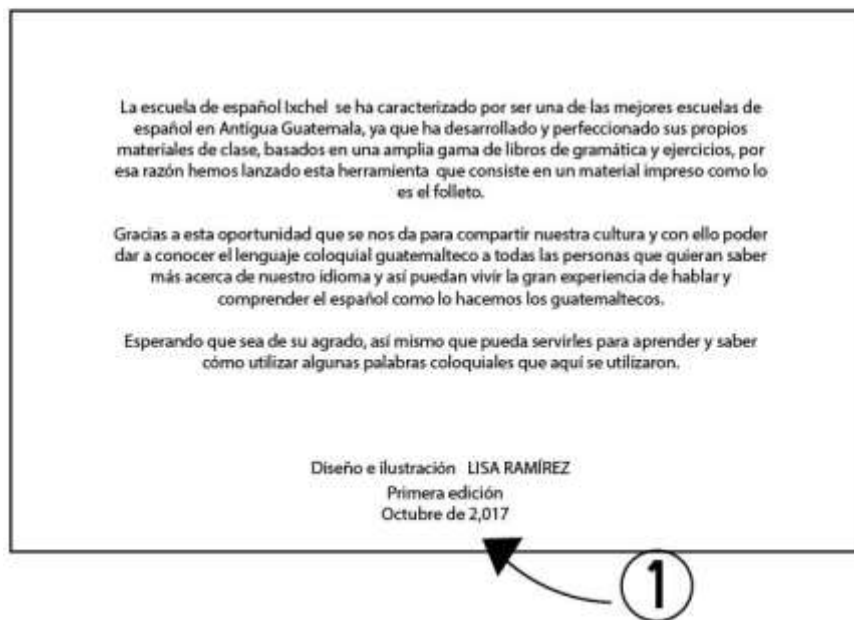 La escuela de español Ixchel se ha caracterizado por ser una de las mejores escuelas de
español en Antigua Guatemala, ya que ha desarrollado y perfeccionado sus propios
materiales de clase, basados en una amplia gama de libros de gramática y ejercicios, por
esa razón hemos lanzado esta herramienta que consiste en un material impreso como lo
es el folleto.
Gracias a esta oportunidad que se nos da para compartir nuestra cultura y con ello poder
dar a conocer el lenguaje coloquial guatemalteco a todas las personas que quieran saber
más acerca de nuestro idioma y así puedan vivir la gran experiencia de hablar y
comprender el español como lo hacemos los guatemaltecos.
Esperando que sea de su agrado, así mismo que pueda servirles para aprender y saber
cómo utilizar algunas palabras coloquiales que aquí se utilizaron.
Diseño e ilustración LISA RAMÍREZ
Primera edición
Octubre de 2,017
1